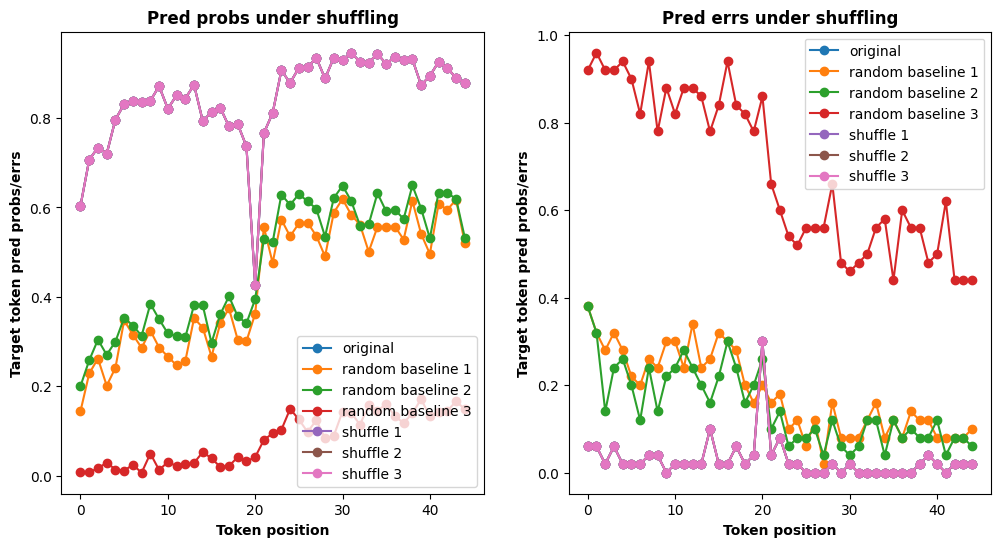 Pred probs under shuffling
Target token pred probs/errs
0.8
0.6
0.4
0.2
0.0
original
random baseline 1
random baseline 2
random baseline 3
shuffle 1
shuffle 2
shuffle 3
0
10
20
30
40
Token position
Pred errs under shuffling
Target token pred probs/errs
1.0
0.8
0.6
0.4
0.2
0.0
original
random baseline 1
random baseline 2
random baseline 3
shuffle 1
shuffle 2
shuffle 3
0
10
20
30
40
Token position